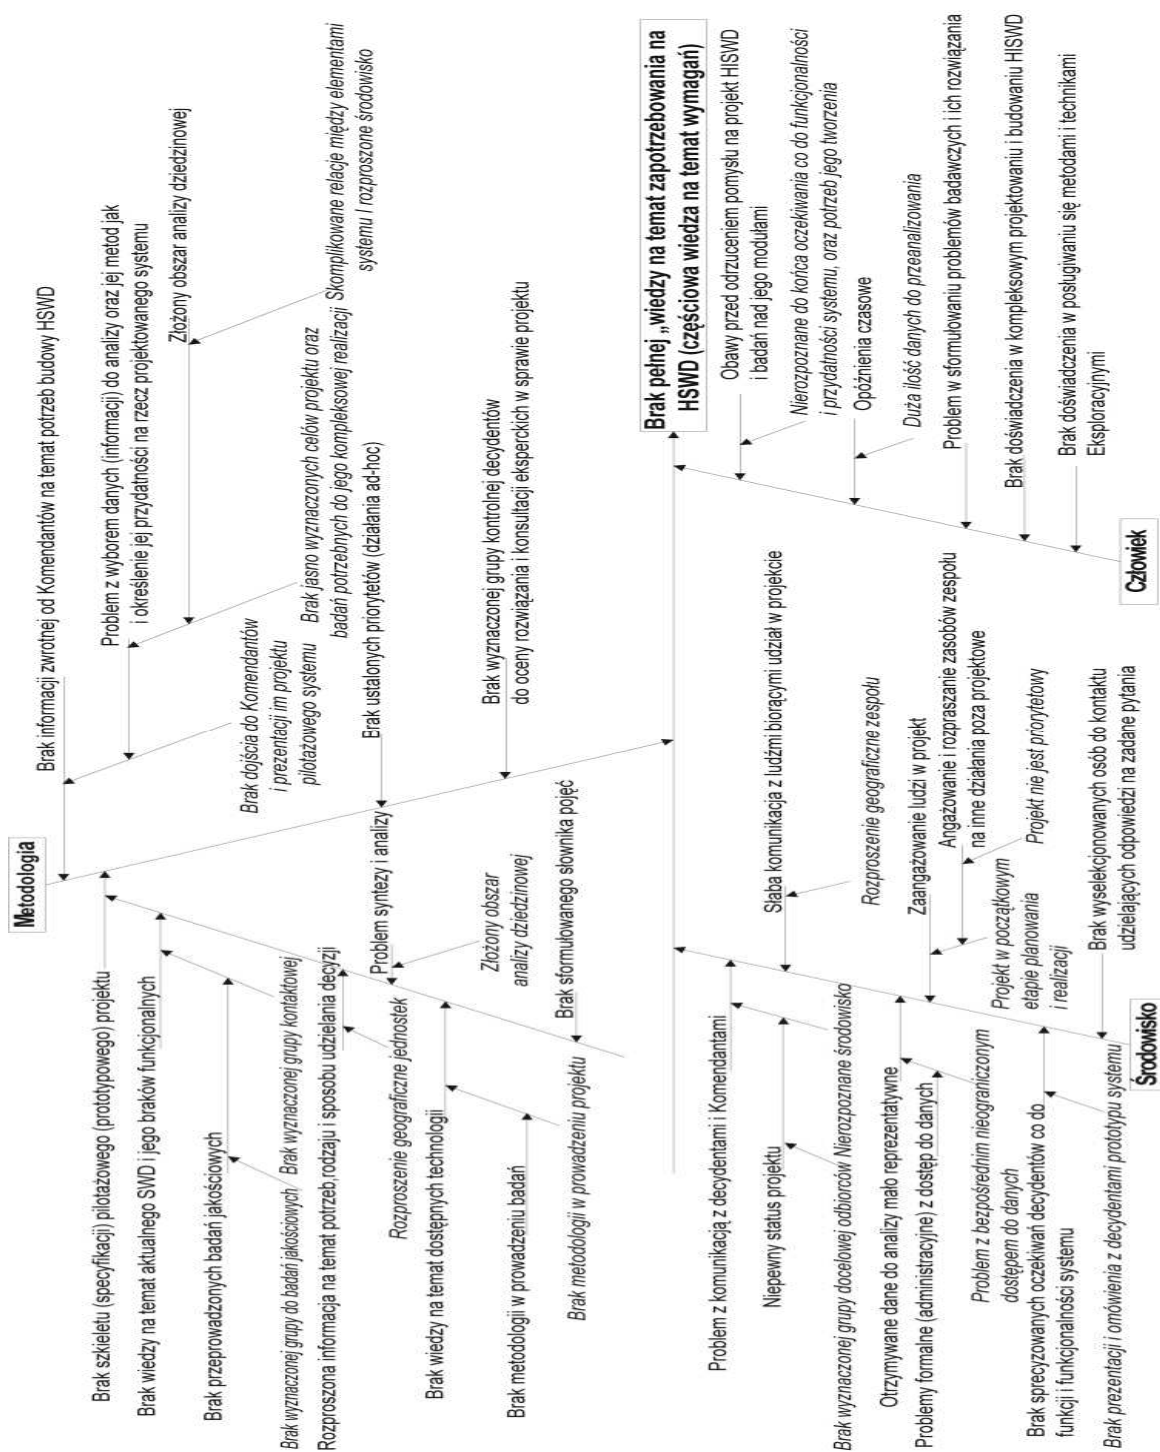 Metodologia
Brak szkieletu (specyfikacji) pilotażowego (prototypowego) projektu
Brak wiedzy na temat aktualnego SWD i jego braków funkcjonalnych
Brak przeprowadzonych badań jakościowych
Brak wyznaczonej grupy kontaktowej
Brak wyznaczonej grupy do badań jakościowych
Rozproszona informacja na temat potrzeb,rodzaju i sposobu udzielania decyzji
Rozproszenie geograficzne jednostek
Problem syntezy i analizy
Złożony obszar
analizy dziedzinowej
Brak wiedzy na temat dostępnych technologii
Brak metodologii w prowadzeniu badań
Brak metodologii w prowadzeniu projektu
Brak sformułowanego słownika pojęć
Brak informacji zwrotnej od Komendantów na temat potrzeb budowy HSWD
Brak dojścia do Komendantów
i prezentacji im projektu
pilotażowego systemu
Problem z wyborem danych (informacji) do analizy oraz jej metod jak
i określenie jej przydatności na rzecz projektowanego systemu
Brak jasno wyznaczonych celów projektu oraz
badań potrzebnych do jego kompleksowej realizacji
Złożony obszar analizy dziedzinowej
Skomplikowane relacje między elementami
systemu I rozproszone środowisko
Brak ustalonych priorytetów (działania ad-hoc)
Brak wyznaczonej grupy kontrolnej decydentów
do oceny rozwiązania i konsultacji eksperckich w sprawie projektu
Brak pełnej „wiedzy na temat zapotrzebowania na
HSWD (częściowa wiedza na temat wymagań)
Problem z komunikacją z decydentami i Komendantami
Niepewny status projektu
Nierozpoznane środowisko
Brak wyznaczonej grupy docelowej odbiorców
Słaba komunikacja z ludźmi biorącymi udział w projekcie
Rozproszenie geograficzne zespołu
Otrzymywane dane do analizy mało reprezentatywne
Problemy formalne (administracyjne) z dostęp do danych
Problem z bezpośrednim nieograniczonym
dostępem do danych
Zaangażowanie ludzi w projekt
Angażowanie i rozpraszanie zasobów zespołu
na inne działania poza projektowe
Projekt w początkowym
etapie planowania
i realizacji
Projekt nie jest priorytetowy
Brak sprecyzowanych oczekiwań decydentów co do
funkcji i funkcjonalności systemu
Brak prezentacji i omówienia z decydentami prototypu systemu
Brak wyselekcjonowanych osób do kontaktu
udzielających odpowiedzi na zadane pytania
Środowisko
Obawy przed odrzuceniem pomysłu na projekt HISWD
i badań nad jego modułami
Nierozpoznane do końca oczekiwania co do funkcjonalności
i przydatności systemu, oraz potrzeb jego tworzenia
Opóźnienia czasowe
Duża ilość danych do przeanalizowania
Problem w sformułowaniu problemów badawczych i ich rozwiązania
Brak doświadczenia w kompleksowym projektowaniu i budowaniu HISWD
Brak doświadczenia w posługiwaniu się metodami i technikami
Eksploracyjnymi
Człowiek